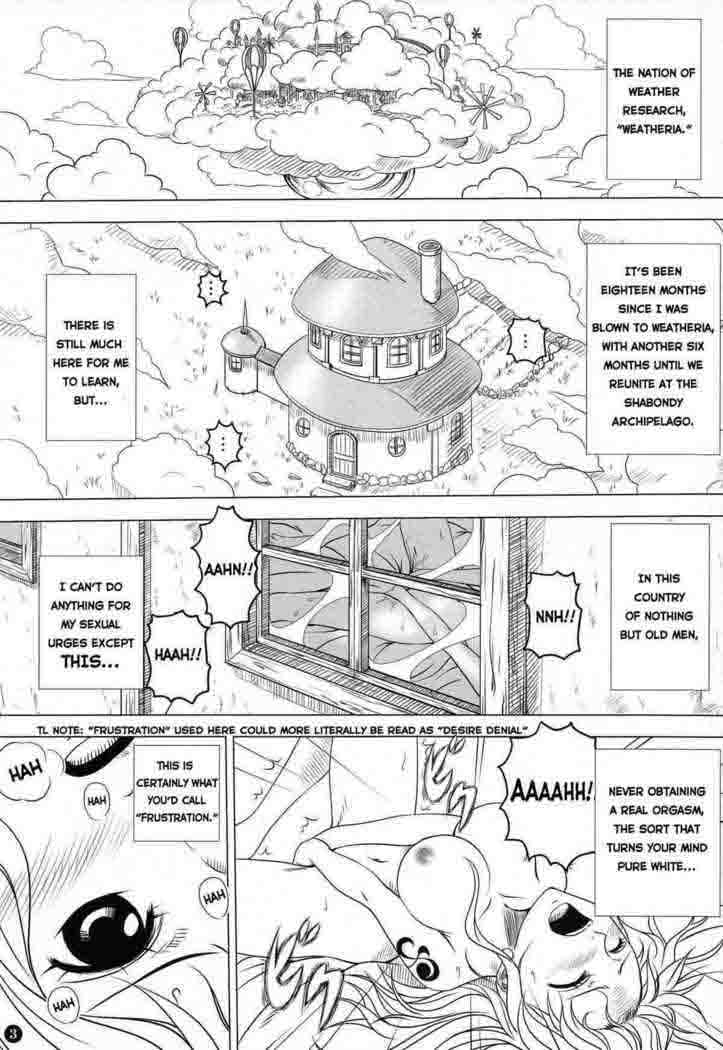 THE NATION OF
WEATHER
RESEARCH,
"WEATHERIA."
IT'S BEEN
EIGHTEEN MONTHS
SINCE I WAS
BLOWN TO WEATHERIA,
WITH ANOTHER SIX
MONTHS UNTIL WE
REUNITE AT THE
SHABONDY
ARCHIPELAGO.
...
...
...
THERE IS
STILL MUCH
HERE FOR ME
TO LEARN,
BUT...
IN THIS
COUNTRY
OF NOTHING
BUT OLD MEN,
NNH!!
AAHN!!
HAAH!!
I CAN'T DO
ANYTHING FOR
MY SEXUAL
URGES EXCEPT
THIS...
TL NOTE: "FRUSTRATION" USED HERE COULD MORE LITERALLY BE READ AS "DESIRE DENIAL"
NEVER OBTAINING
A REAL ORGASM,
THE SORT THAT
TURNS YOUR MIND
PURE WHITE...
AAAAHH!!
THIS IS
CERTAINLY WHAT
YOU'D CALL
"FRUSTRATION."
HAH
HAH
HAH
HAH
3